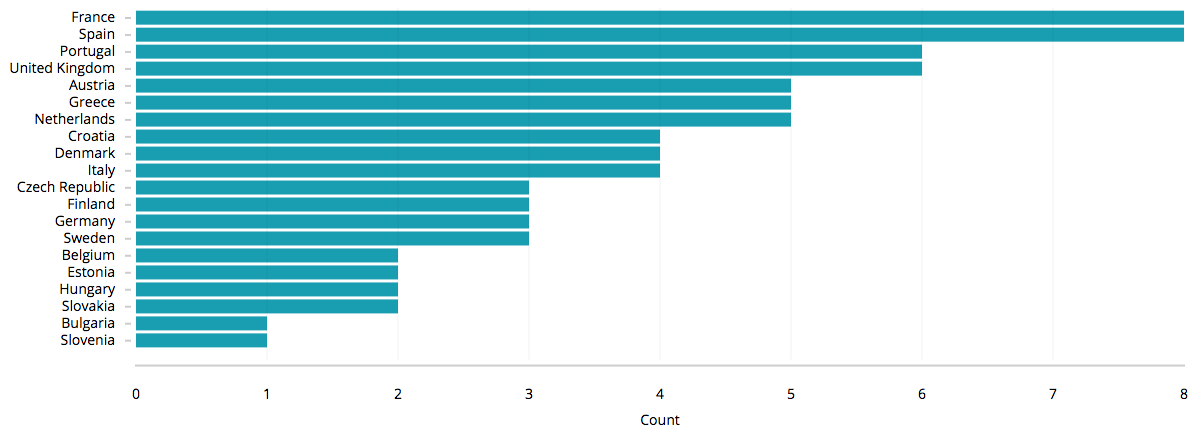 France
Spain
Portugal
United Kingdom
Austria
Greece
Netherlands
Croatia
Denmark
Italy
Czech Republic
Finland
Germany
Sweden
Belgium
Estonia
Hungary
Slovakia
Bulgaria
Slovenia
0 1 2 3 4 5 6 7 8
Count